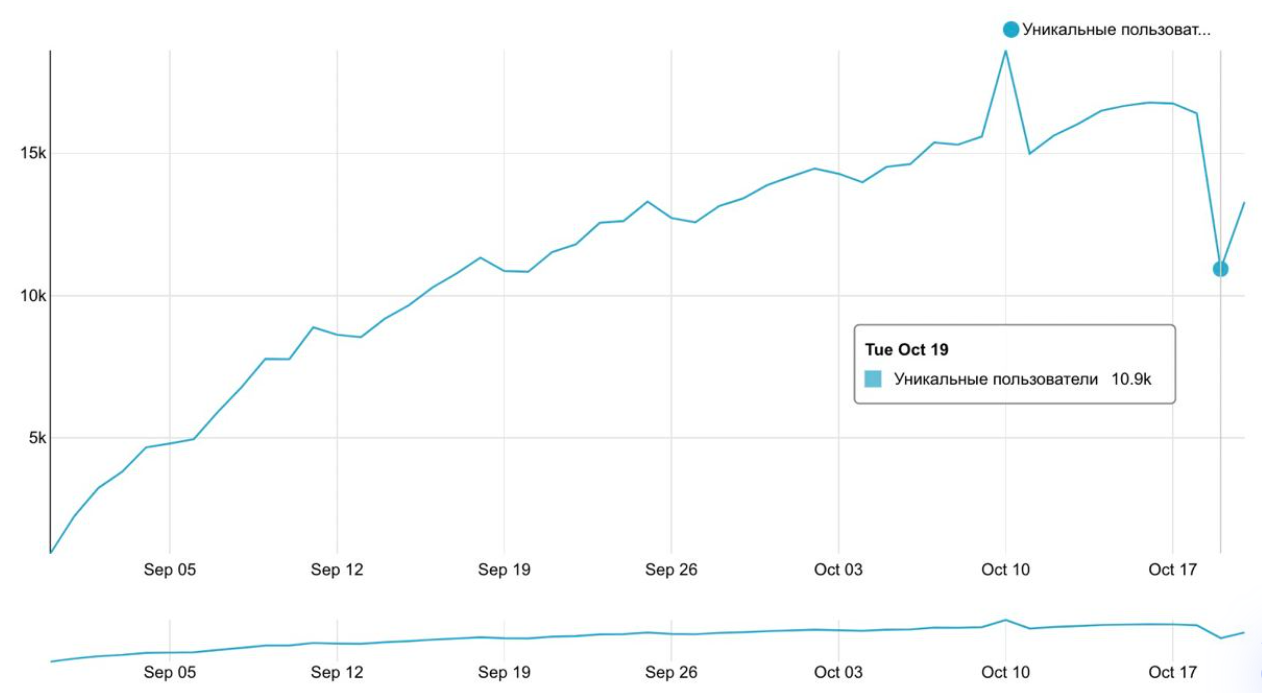 Уникальные пользоват...
15k
10k
5k
Tue Oct 19
Уникальные пользователи 10.9k
Sep 05 Sep 12 Sep 19 Sep 26 Oct 03 Oct 10 Oct 17
Sep 05 Sep 12 Sep 19 Sep 26 Oct 03 Oct 10 Oct 17